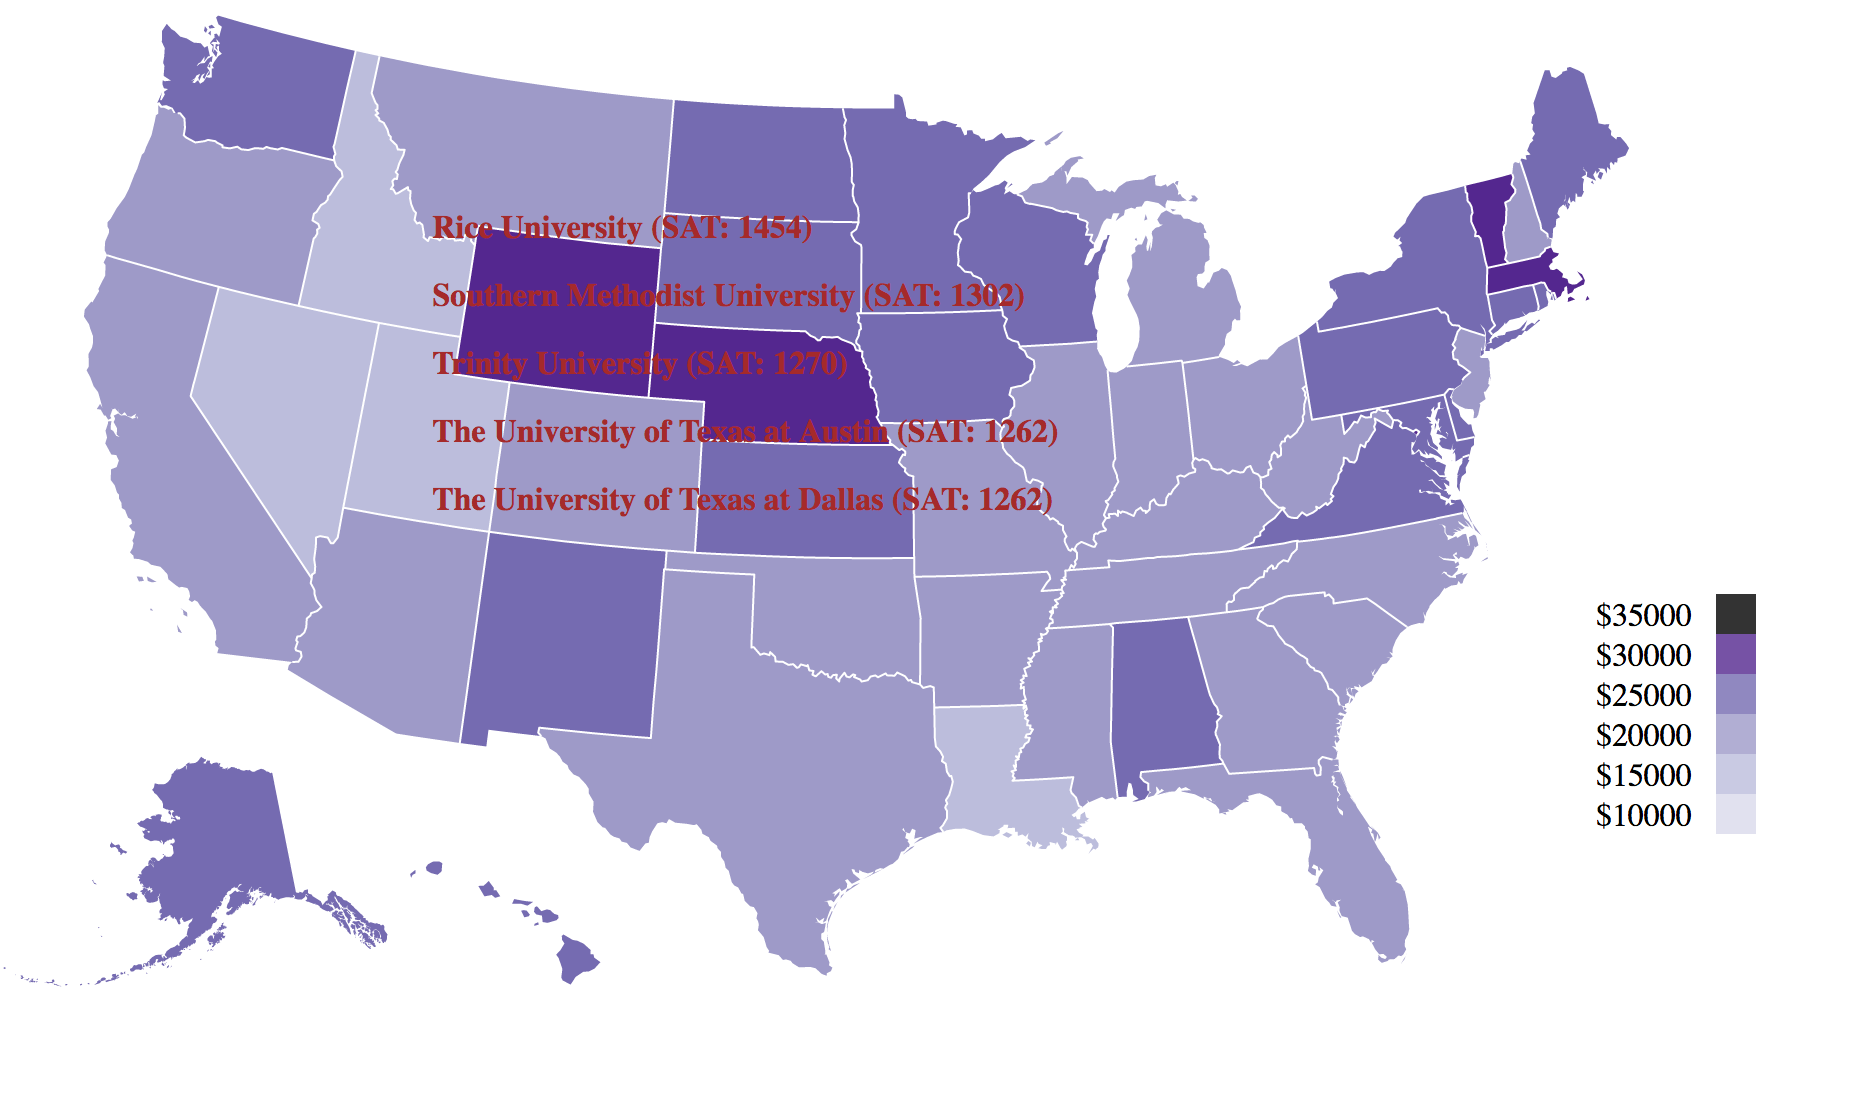 Rice University (SAT: 1454)
Southern Methodist University (SAT: 1302)
Trinity University (SAT: 1270)
The University of Texas at Austin (SAT: 1262)
The University of Texas at Dallas (SAT: 1262)
$35000
$30000
$25000
$20000
$15000
$10000